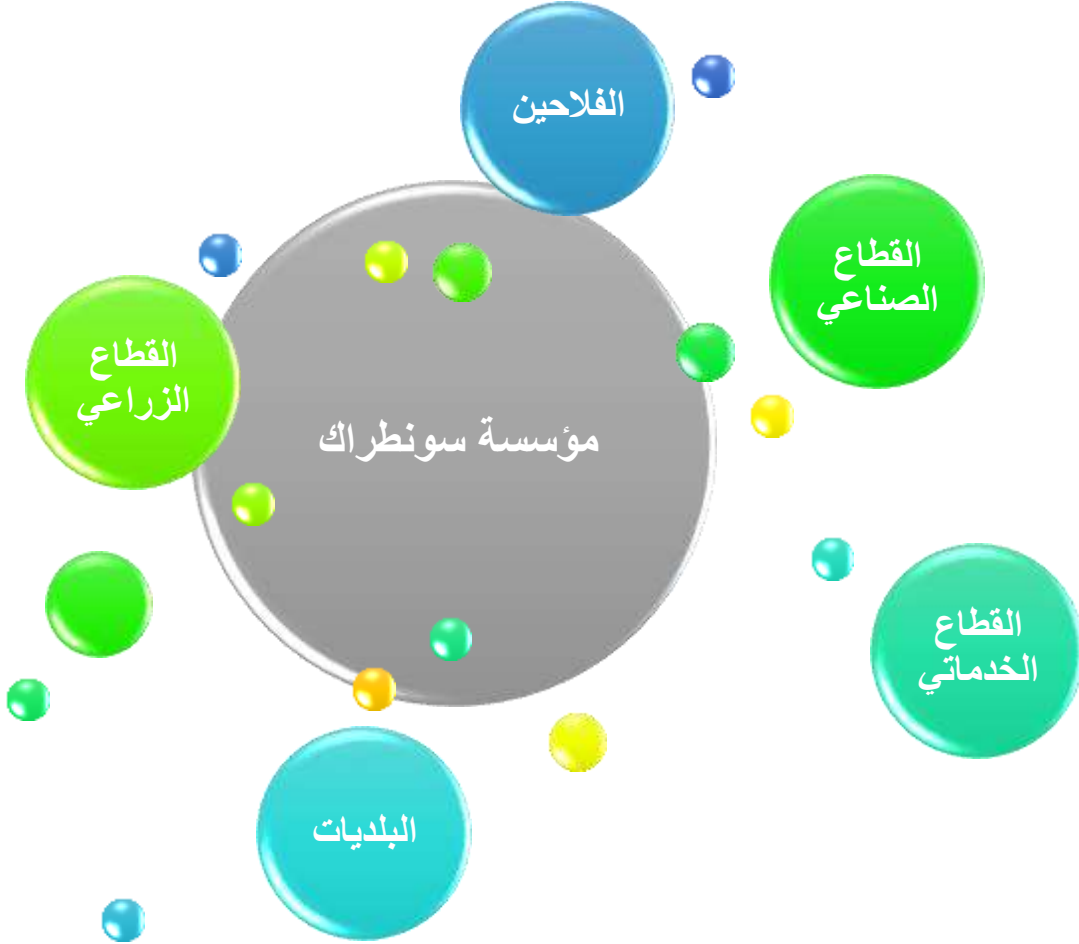 الفلاحين
القطاع
الصناعي
القطاع
الزراعي
مؤسسة سونطراك
القطاع
الخدماتي
البلديات